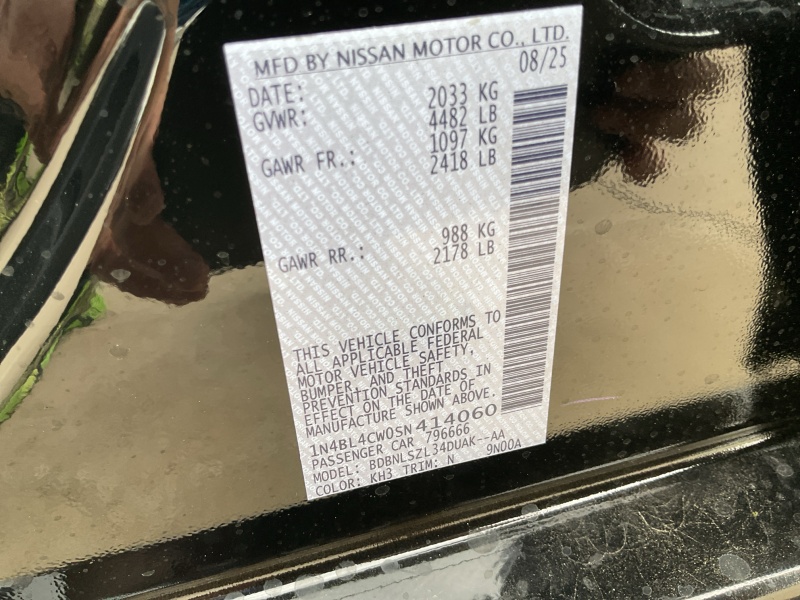 MFD BY NISSAN MOTOR CO., LTD.
DATE: 08/25
GVWR: 2033 KG
4482 LB
GAWR FR.: 1097 KG
2418 LB
GAWR RR.: 988 KG
2178 LB
THIS VEHICLE CONFORMS TO
ALL APPLICABLE FEDERAL
MOTOR VEHICLE SAFETY,
BUMPER, AND THEFT
PREVENTION STANDARDS IN
EFFECT ON THE DATE OF
MANUFACTURE SHOWN ABOVE.
1N4BL4CW0SN414060
PASSENGER CAR 796666
MODEL: BDBNLSZL34DUAK--AA
COLOR: KH3 TRIM: N 9N00A